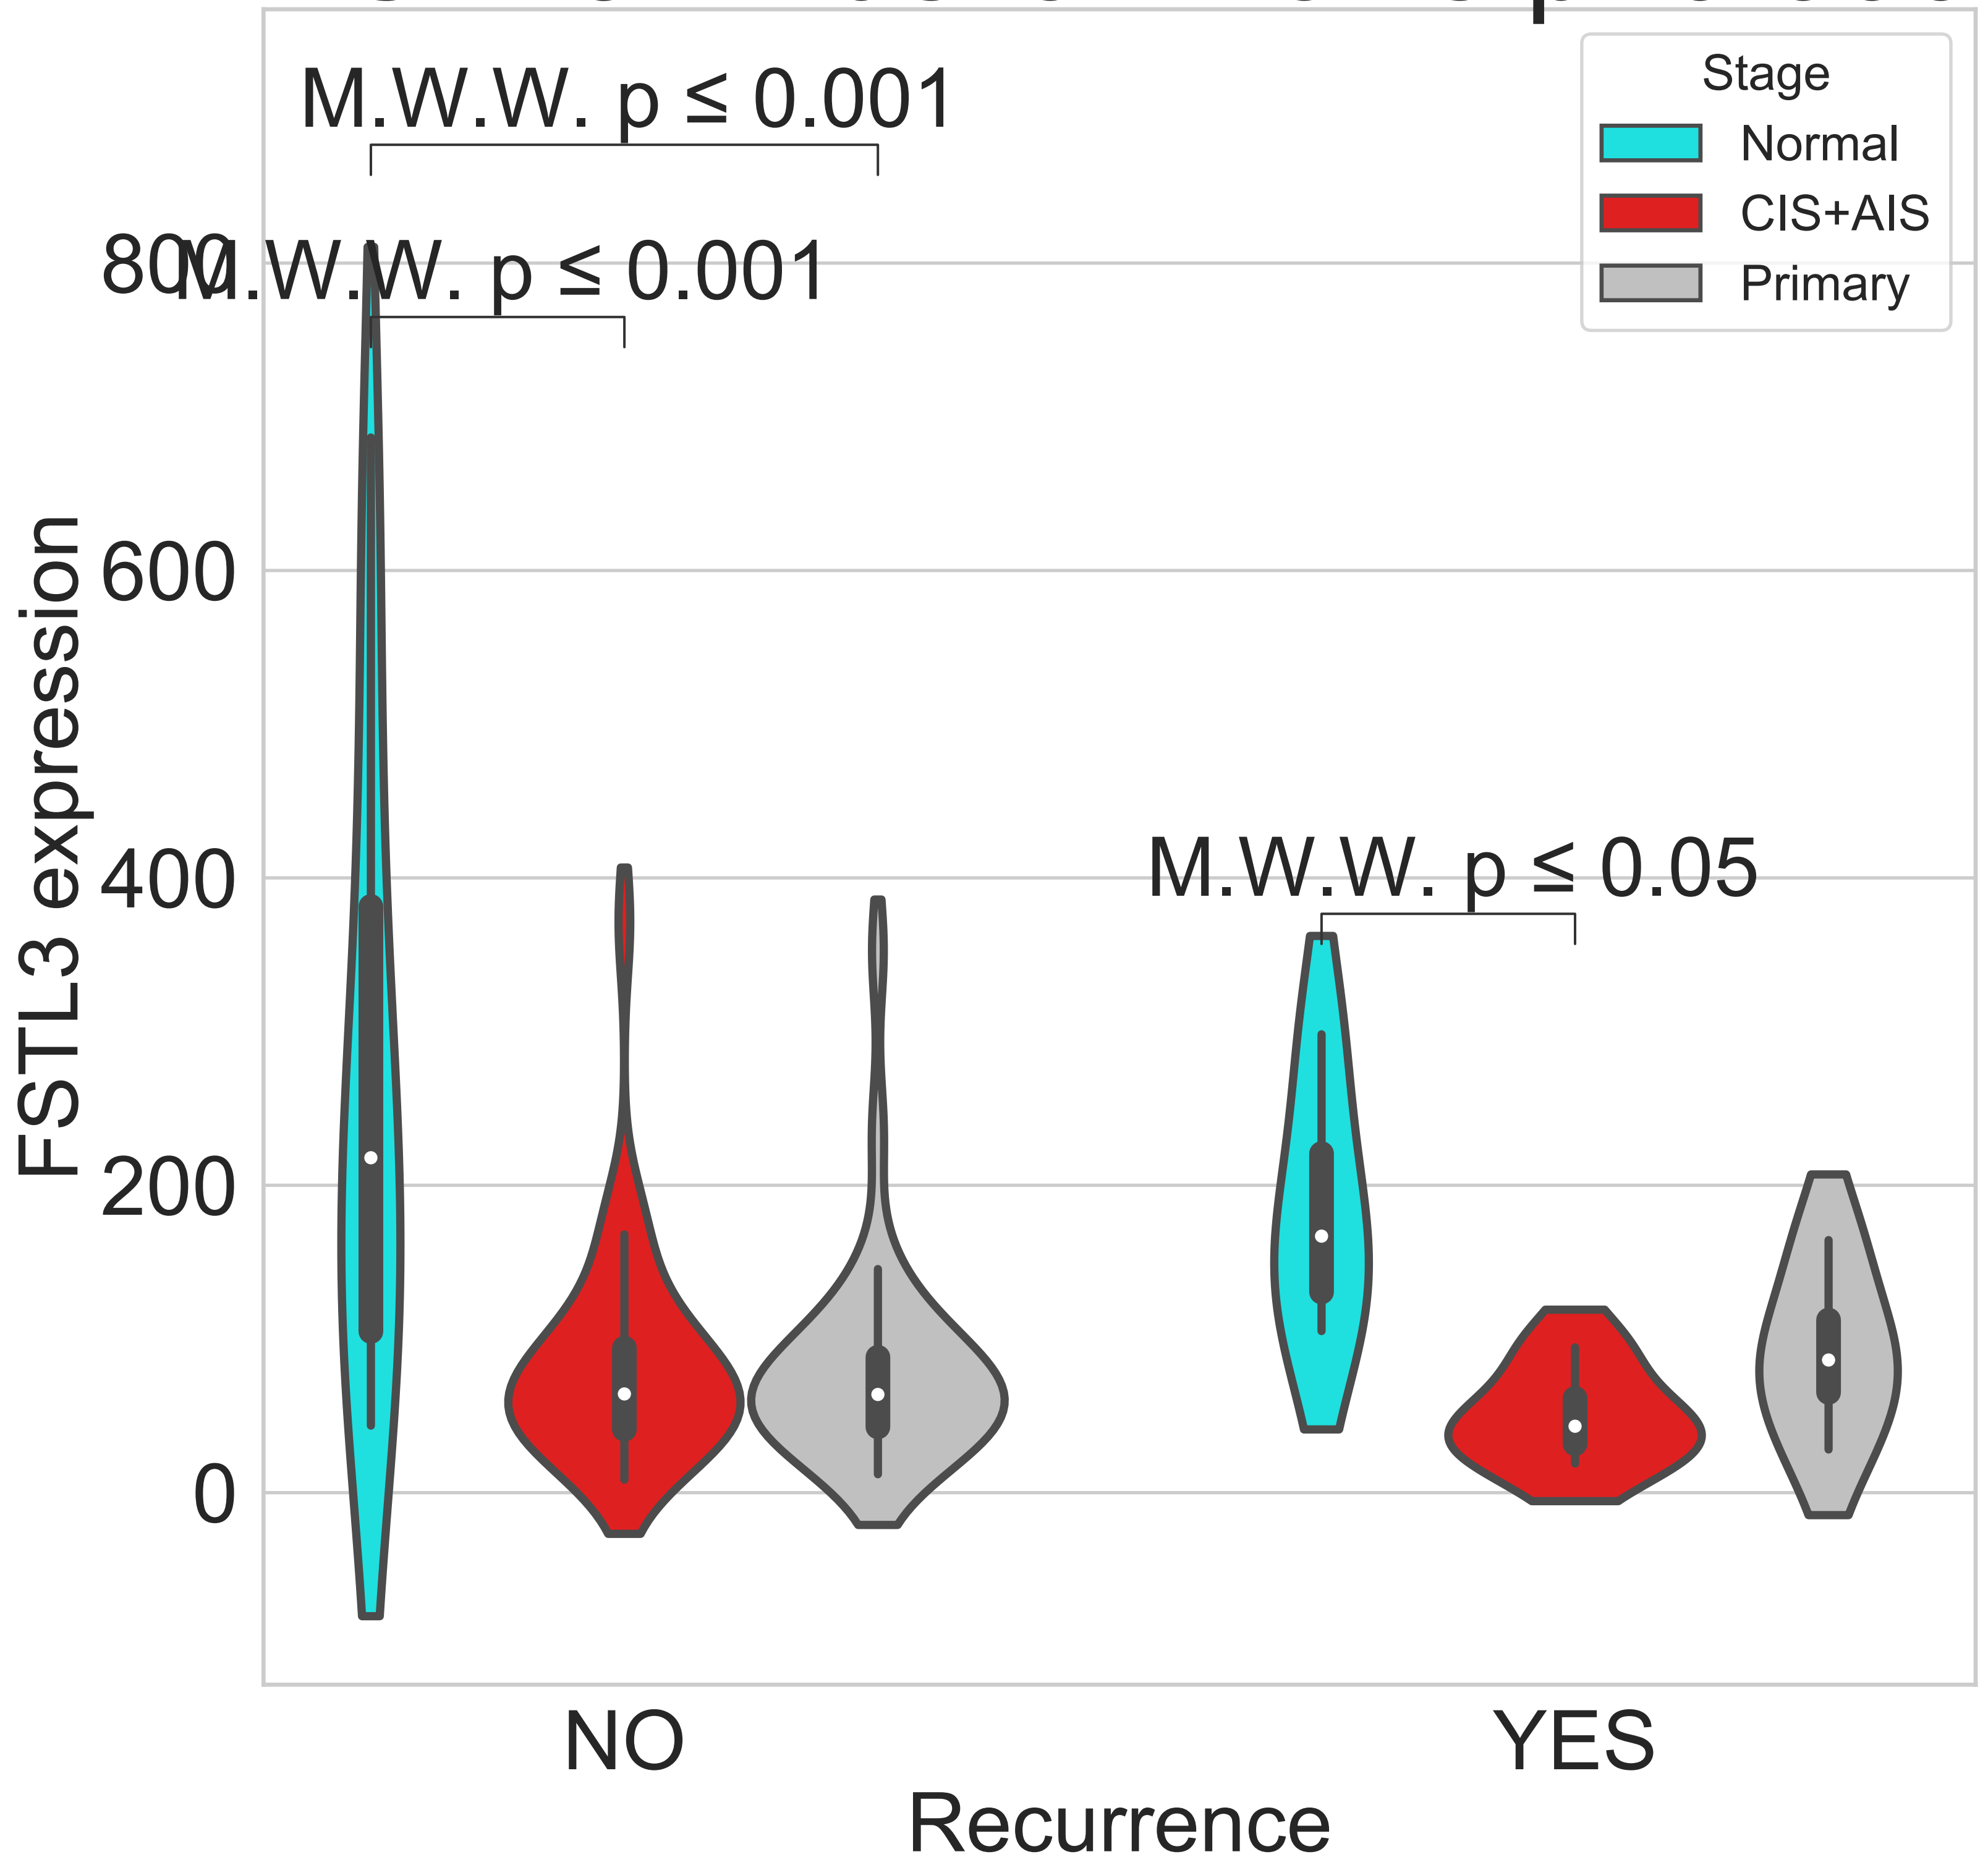 M.W.W. p ≤ 0.001
Stage
Normal
CIS+AIS
Primary
M.W.W. p ≤ 0.001
M.W.W. p ≤ 0.05
800
600
400
200
0
FSTL3 expression
NO
YES
Recurrence